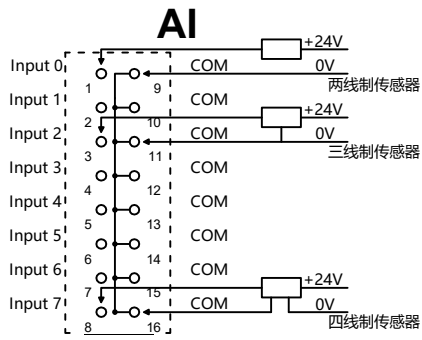 AI
+24V
Input 0 COM 0V
1 9
两线制传感器
Input 1 COM +24V
2 10
Input 2 COM 0V
3 11
三线制传感器
Input 3 COM
4 12
Input 4 COM
5 13
Input 5 COM
6 14
Input 6 COM
+24V
7 15
Input 7 COM 0V
8 16
四线制传感器